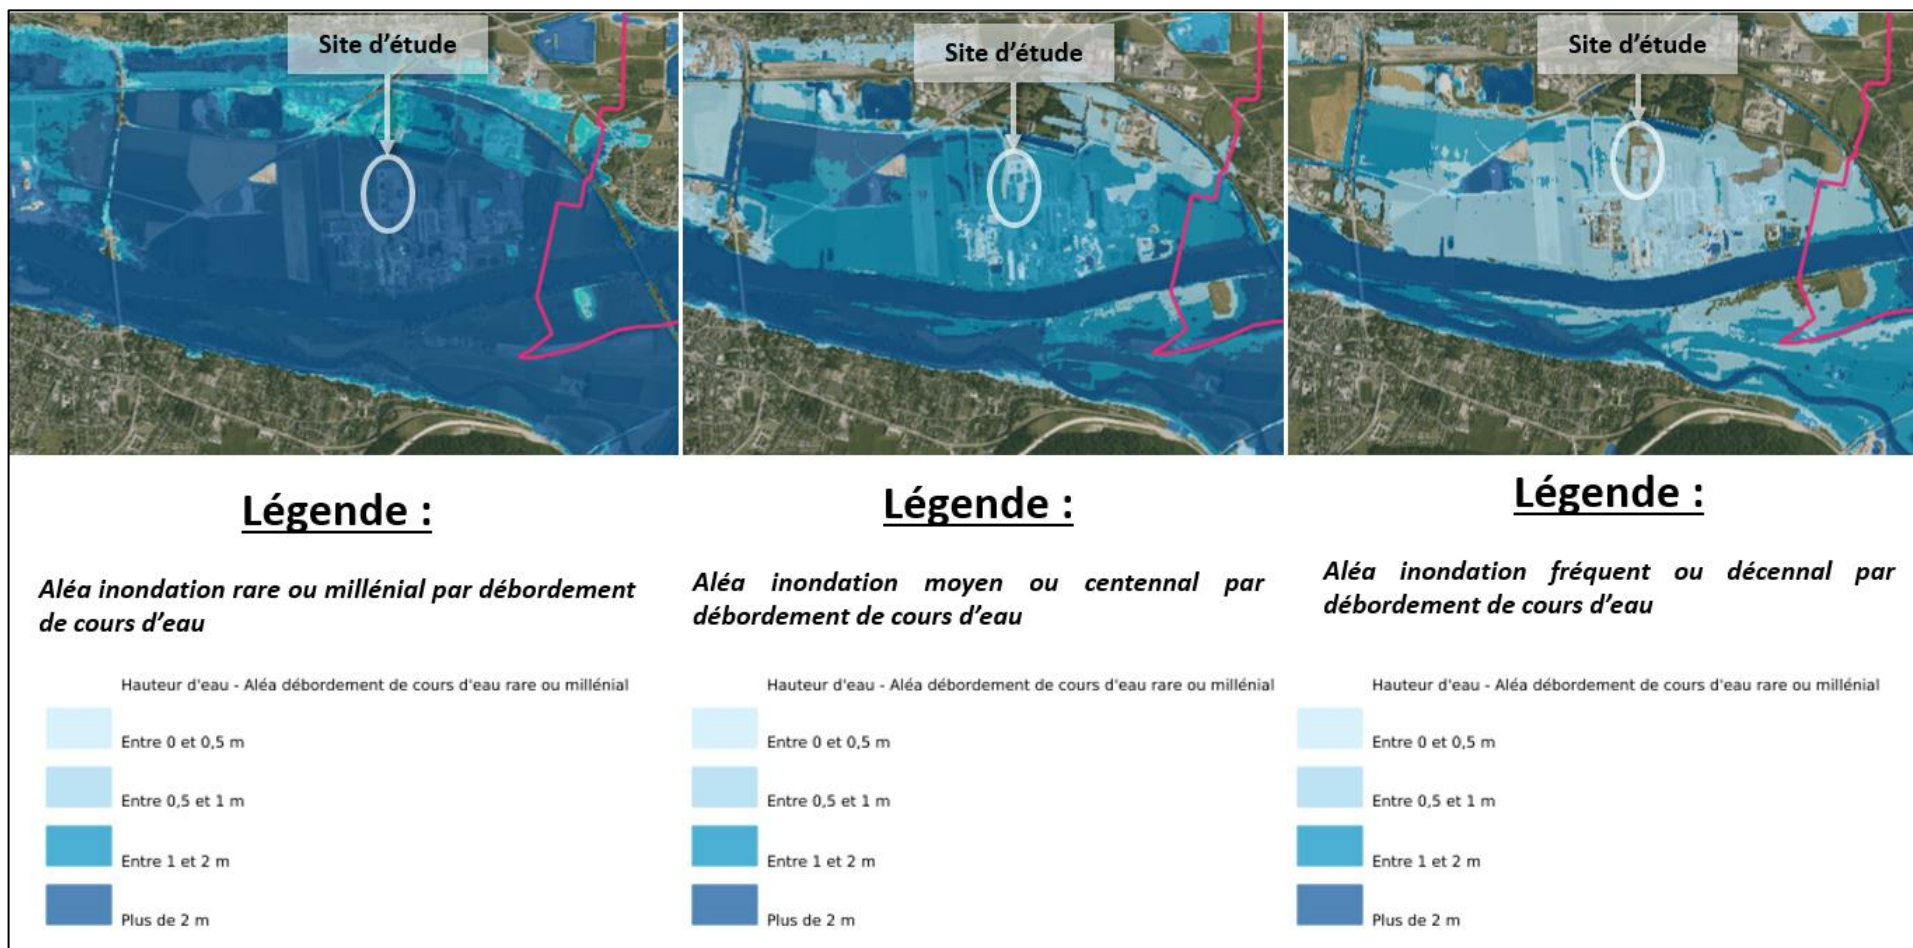 Site d'étude
Site d'étude
Site d'étude
Légende :
Aléa inondation rare ou millénial par débordement
de cours d'eau
Hauteur d'eau - Aléa débordement de cours d'eau rare ou millénial
Entre 0 et 0,5 m
Entre 0,5 et 1 m
Entre 1 et 2 m
Plus de 2 m
Légende :
Aléa inondation moyen ou centennal par
débordement de cours d'eau
Hauteur d'eau - Aléa débordement de cours d'eau rare ou millénial
Entre 0 et 0,5 m
Entre 0,5 et 1 m
Entre 1 et 2 m
Plus de 2 m
Légende :
Aléa inondation fréquent ou décennal par
débordement de cours d'eau
Hauteur d'eau - Aléa débordement de cours d'eau rare ou millénial
Entre 0 et 0,5 m
Entre 0,5 et 1 m
Entre 1 et 2 m
Plus de 2 m